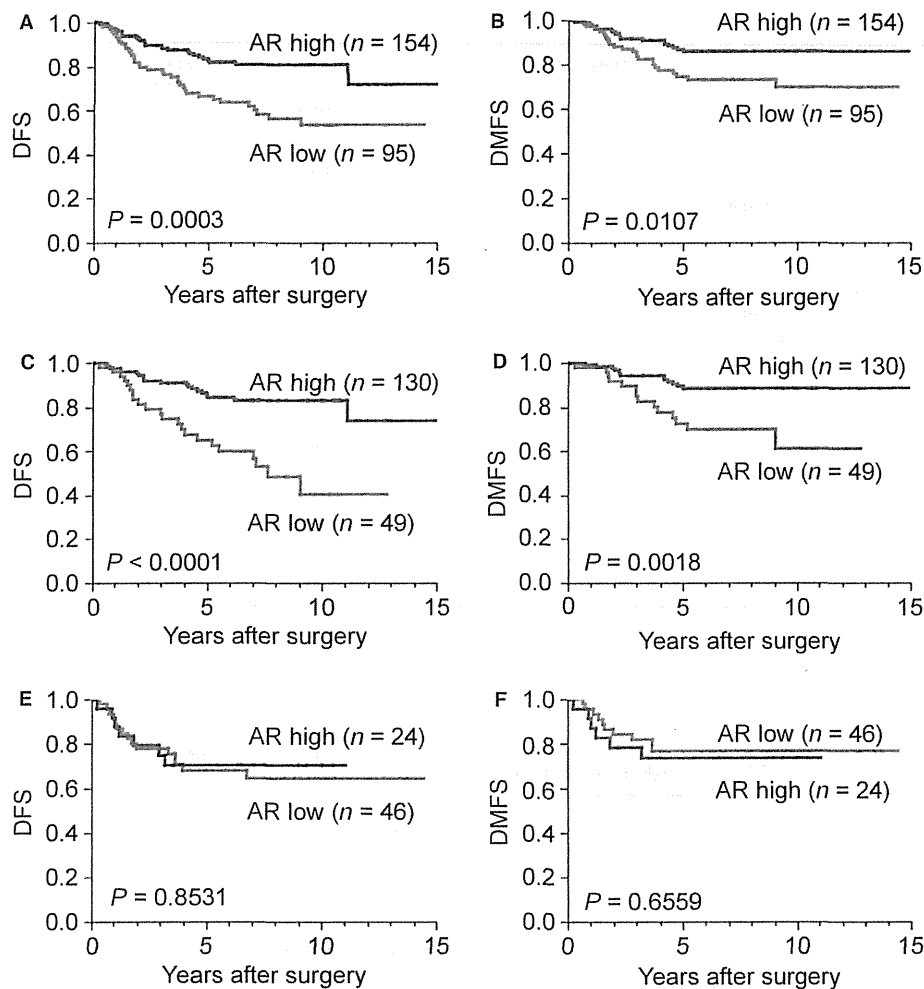 A
1.0
0.8
0.6
0.4
0.2
0.0
DFS
AR high (n = 154)
AR low (n = 95)
P = 0.0003
0 5 10 15
Years after surgery
B
1.0
0.8
0.6
0.4
0.2
0.0
DMFS
AR high (n = 154)
AR low (n = 95)
P = 0.0107
0 5 10 15
Years after surgery
C
1.0
0.8
0.6
0.4
0.2
0.0
DFS
AR high (n = 130)
AR low (n = 49)
P < 0.0001
0 5 10 15
Years after surgery
D
1.0
0.8
0.6
0.4
0.2
0.0
DMFS
AR high (n = 130)
AR low (n = 49)
P = 0.0018
0 5 10 15
Years after surgery
E
1.0
0.8
0.6
0.4
0.2
0.0
DFS
AR high (n = 24)
AR low (n = 46)
P = 0.8531
0 5 10 15
Years after surgery
F
1.0
0.8
0.6
0.4
0.2
0.0
DMFS
AR low (n = 46)
AR high (n = 24)
P = 0.6559
0 5 10 15
Years after surgery